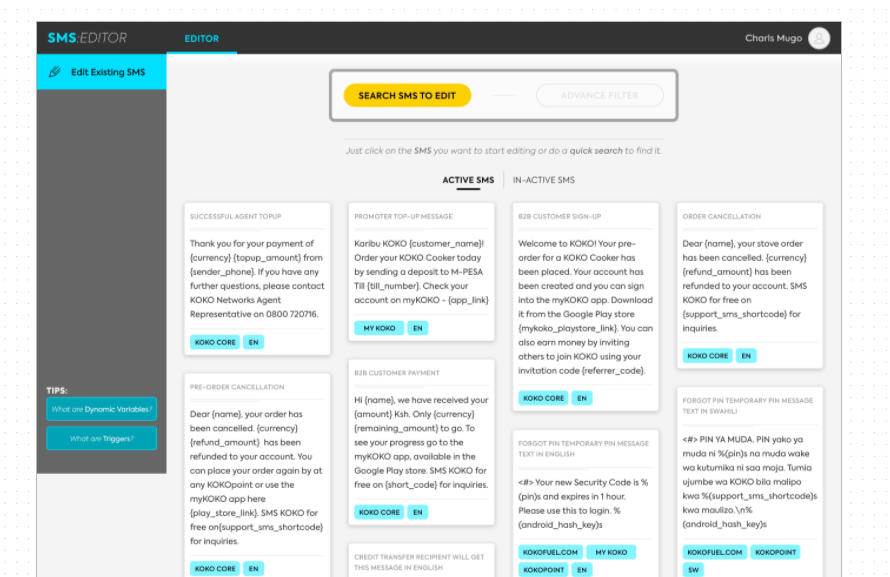 SMS:EDITOR
EDITOR
Charls Mugo
Edit Existing SMS
SEARCH SMS TO EDIT
ADVANCE FILTER
Just click on the SMS you want to start editing or do a quick search to find it.
ACTIVE SMS
IN-ACTIVE SMS
SUCCESSFUL AGENT TOPUP
Thank you for your payment of
{currency} {topup_amount} from
{sender_phone}. If you have any
further questions, please contact
KOKO Networks Agent
Representative on 0800 720716.
KOKO CORE
EN
PRE-ORDER CANCELLATION
Dear {name}, your order has
been cancelled. {currency}
{refund_amount} has been
refunded to your account. You
can place your order again by at
any KOKOpoint or use the
myKOKO app here
{play_store_link}. SMS KOKO for
free on{support_sms_shortcode}
for inquiries.
KOKO CORE
EN
PROMOTER TOP-UP MESSAGE
Karibu KOKO {customer_name}!
Order your KOKO Cooker today
by sending a deposit to M-PESA
Till {till_number}. Check your
account on myKOKO - {app_link}
MY KOKO
EN
B2B CUSTOMER PAYMENT
Hi {name}, we have received your
{amount} Ksh. Only {currency}
{remaining_amount} to go. To
see your progress go to the
myKOKO app, available in the
Google Play store. SMS KOKO for
free on {short_code} for inquiries.
KOKO CORE
EN
CREDIT TRANSFER RECIPIENT WILL GET
THIS MESSAGE IN ENGLISH
B2B CUSTOMER SIGN-UP
Welcome to KOKO! Your pre-
order for a KOKO Cooker has
been placed. Your account has
been created and you can sign
into the myKOKO app. Download
it from the Google Play store
{mykoko_playstore_link}. You can
also earn money by inviting
others to join KOKO using your
invitation code {referrer_code}.
KOKO CORE
EN
FORGOT PIN TEMPORARY PIN MESSAGE
TEXT IN ENGLISH
<#> Your new Security Code is %
(pin)s and expires in 1 hour.
Please use this to login. %
(android_hash_key)s
KOKOFUEL.COM
MY KOKO
KOKOPOINT
EN
ORDER CANCELLATION
Dear {name}, your stove order
has been cancelled. {currency}
{refund_amount} has been
refunded to your account. SMS
KOKO for free on
{support_sms_shortcode} for
inquiries.
KOKO CORE
EN
FORGOT PIN TEMPORARY PIN MESSAGE
TEXT IN SWAHILI
<#> PIN YA MUDA. PIN yako ya
muda ni %(pin)s na muda wake
wa kutumika ni saa moja. Tumia
ujumbe wa KOKO bila malipo
kwa %(support_sms_shortcode)s
kwa maulizo.\n%
(android_hash_key)s
KOKOFUEL.COM
KOKOPOINT
SW
TIPS:
What are Dynamic Variables?
What are Triggers?